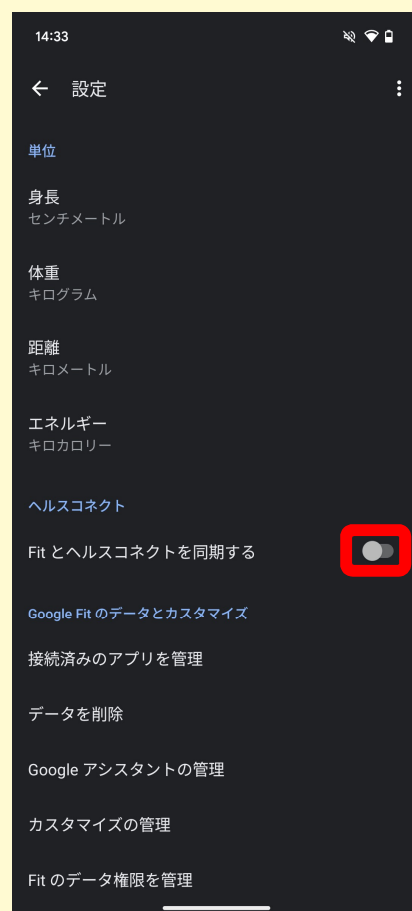 14:33
設定
単位
身長
センチメートル
体重
キログラム
距離
キロメートル
エネルギー
キロカロリー
ヘルスコネクト
Fit とヘルスコネクトを同期する
Google Fit のデータとカスタマイズ
接続済みのアプリを管理
データを削除
Google アシスタントの管理
カスタマイズの管理
Fit のデータ権限を管理